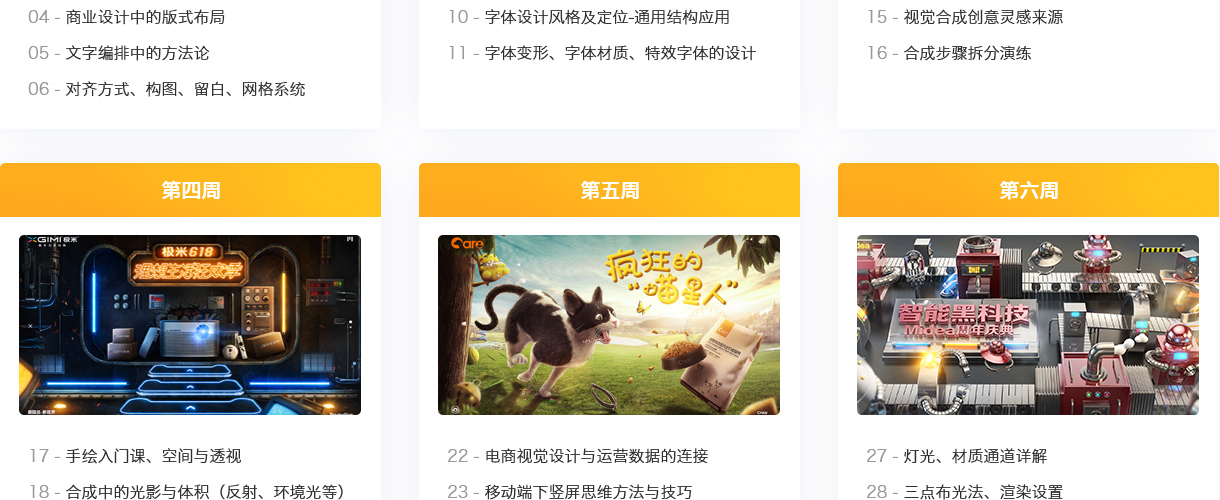 04 - 商业设计中的版式布局
05 - 文字编排中的方法论
06 - 对齐方式、构图、留白、网格系统
10 - 字体设计风格及定位-通用结构应用
11 - 字体变形、字体材质、特效字体的设计
15 - 视觉合成创意灵感来源
16 - 合成步骤拆分演练
第四周
XGIMI 极米
极米618
理想生活狂欢季
17 - 手绘入门课、空间与透视
18 - 合成中的光影与体积（反射、环境光等）
第五周
Care
疯狂的
“喵星人”
22 - 电商视觉设计与运营数据的连接
23 - 移动端下竖屏思维方法与技巧
第六周
智能黑科技
Midea周年庆典
27 - 灯光、材质通道详解
28 - 三点布光法、渲染设置